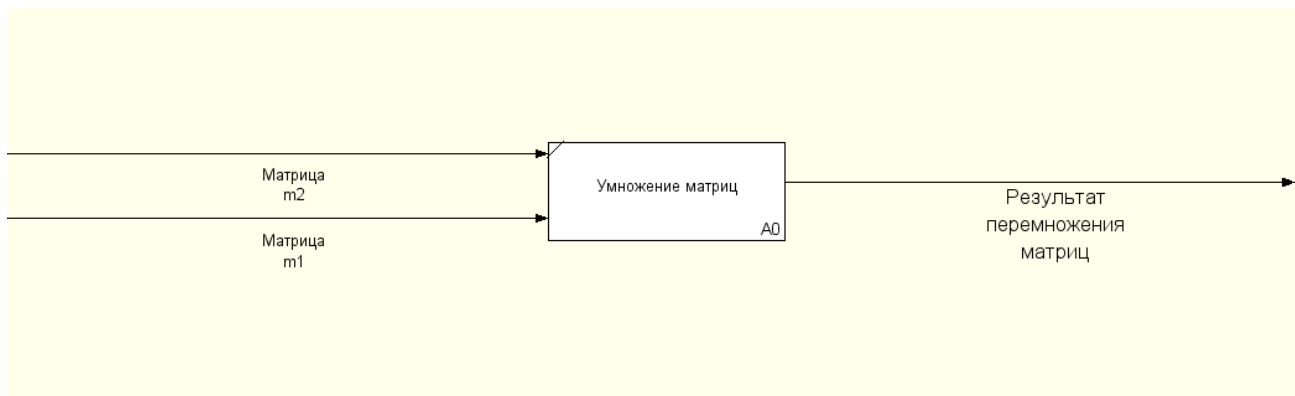 Матрица
m2
Матрица
m1
Умножение матриц
A0
Результат
перемножения
матриц